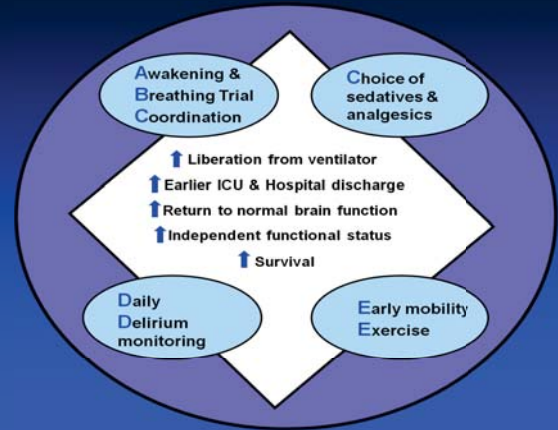 Awakening &
Breathing Trial
Coordination
Choice of
sedatives &
analgesics
Liberation from ventilator
Earlier ICU & Hospital discharge
Return to normal brain function
Independent functional status
Survival
Daily
Delirium
monitoring
Early mobility
Exercise